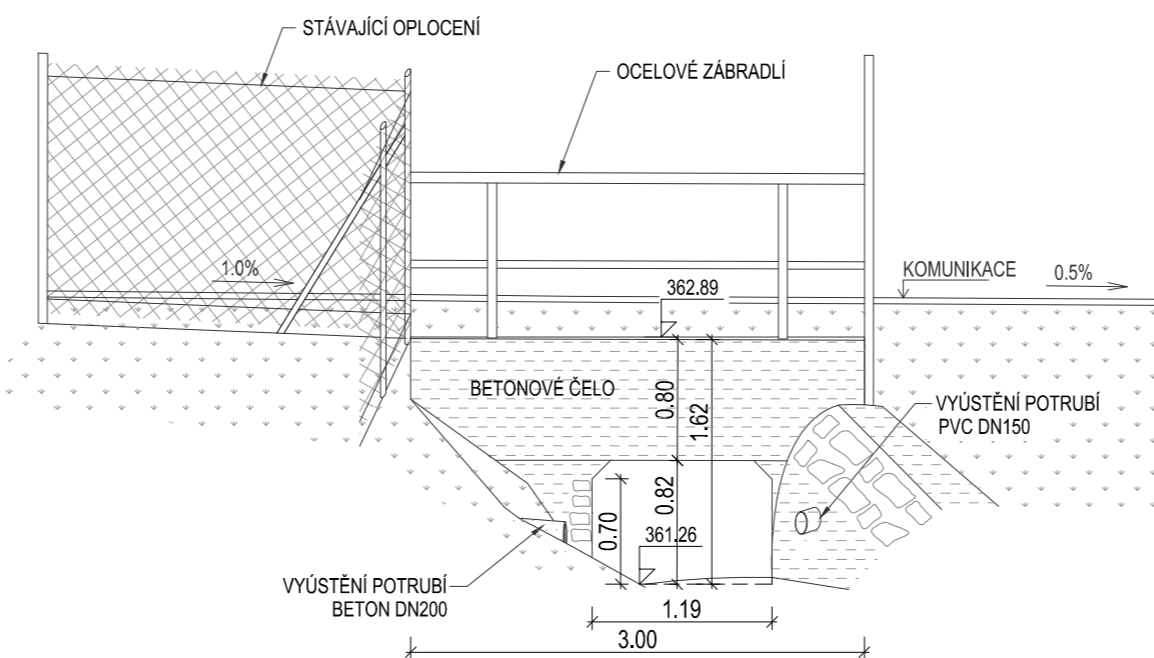 STÁVAJÍCÍ OPLOCENÍ
OCELOVÉ ZÁBRADLÍ
1.0%
362.89
KOMUNIKACE
0.5%
BETONOVÉ ČELO
0.80
1.62
VYÚSTĚNÍ POTRUBÍ
PVC DN150
0.70
0.82
361.26
VYÚSTĚNÍ POTRUBÍ
BETON DN200
1.19
3.00